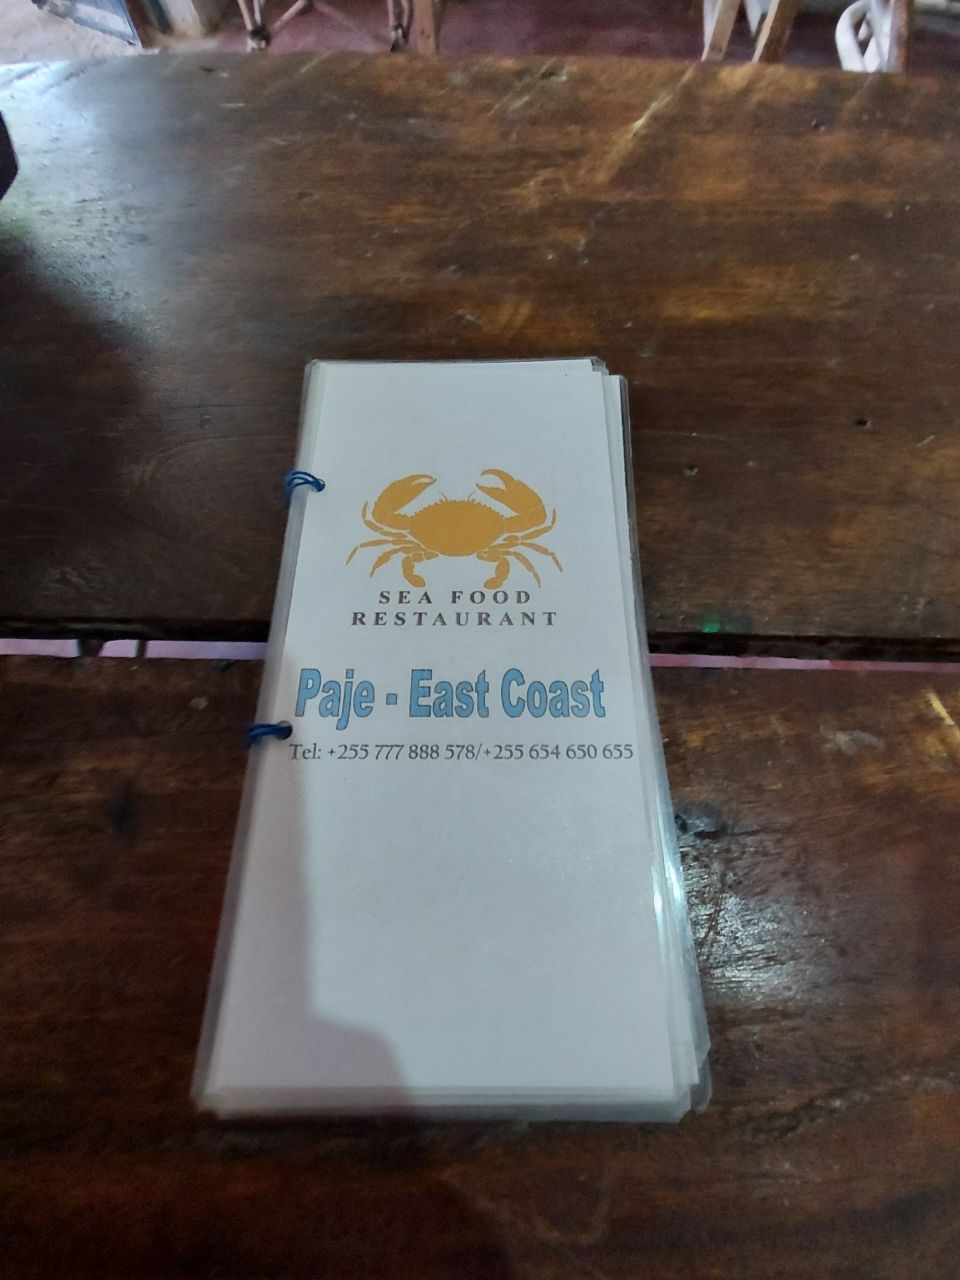 SEA FOOD
RESTAURANT
Paje - East Coast
Tel: +255 777 888 578/+255 654 650 655